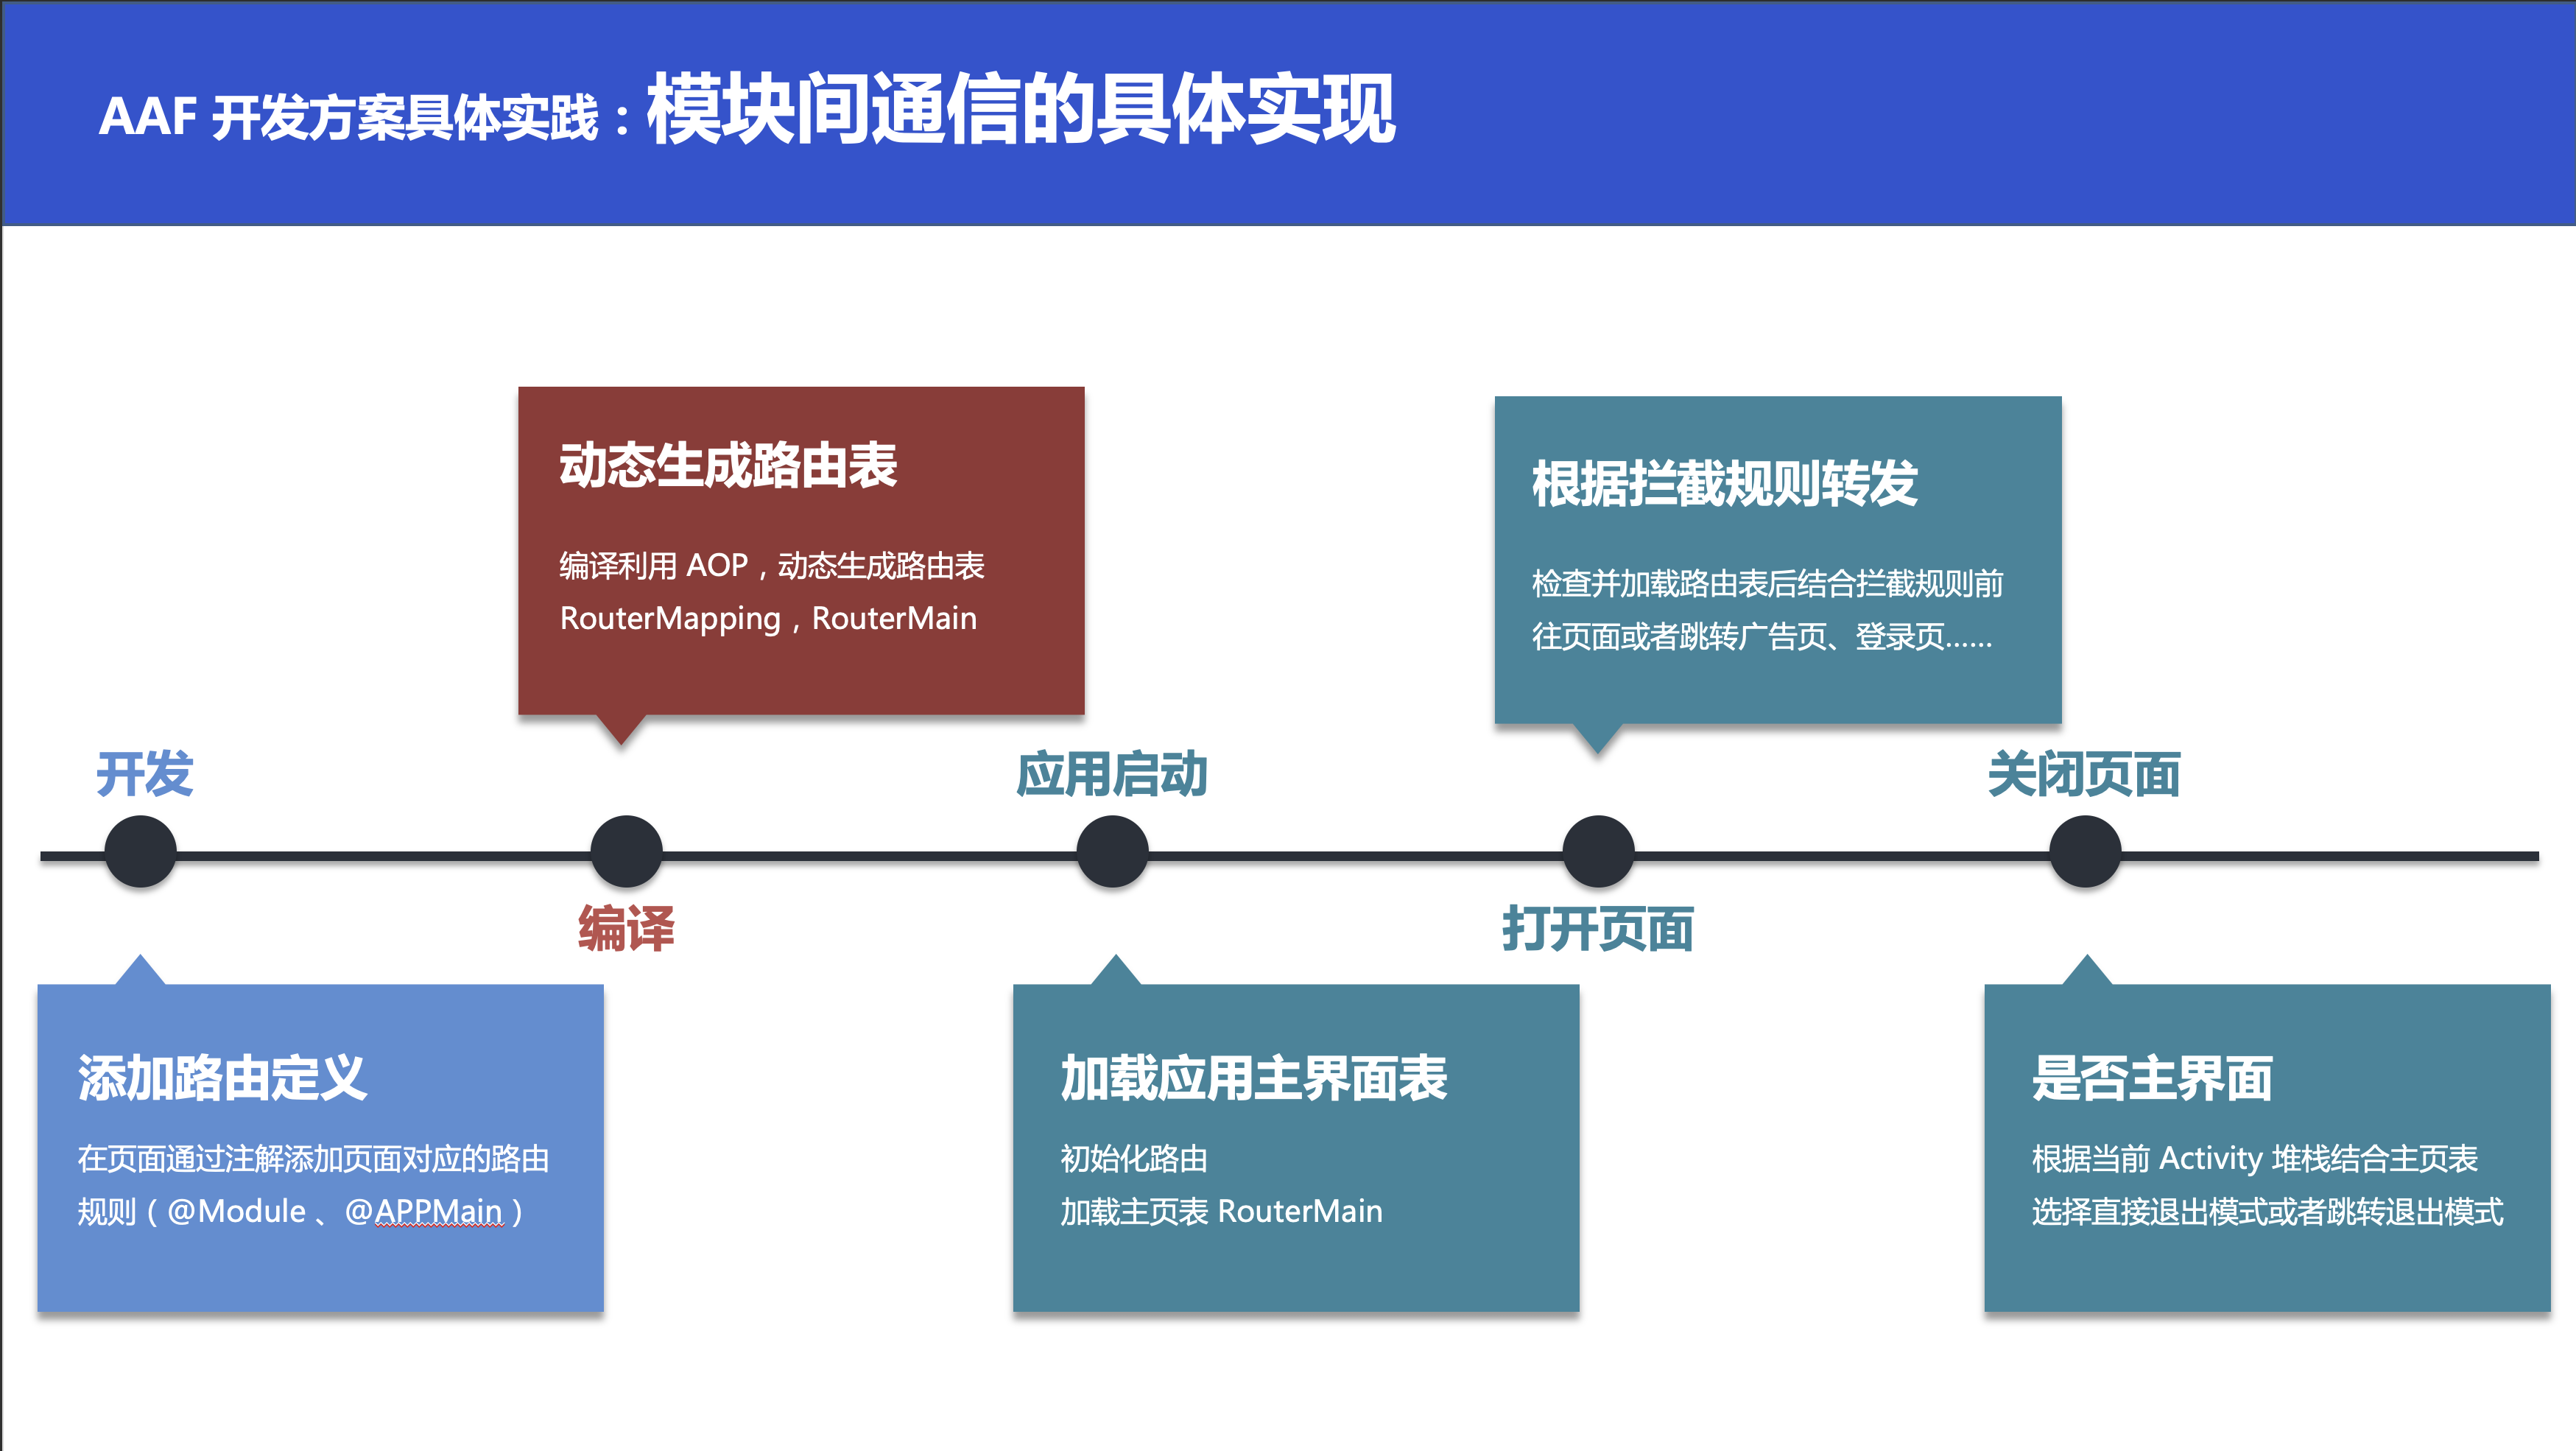 AAF 开发方案具体实践：模块间通信的具体实现
动态生成路由表
编译利用 AOP，动态生成路由表
RouterMapping，RouterMain
根据拦截规则转发
检查并加载路由表后结合拦截规则前
往页面或者跳转广告页、登录页……
开发
应用启动
关闭页面
编译
打开页面
添加路由定义
在页面通过注解添加页面对应的路由
规则（@Module 、@APPMain）
加载应用主界面表
初始化路由
加载主页表 RouterMain
是否主界面
根据当前 Activity 堆栈结合主页表
选择直接退出模式或者跳转退出模式